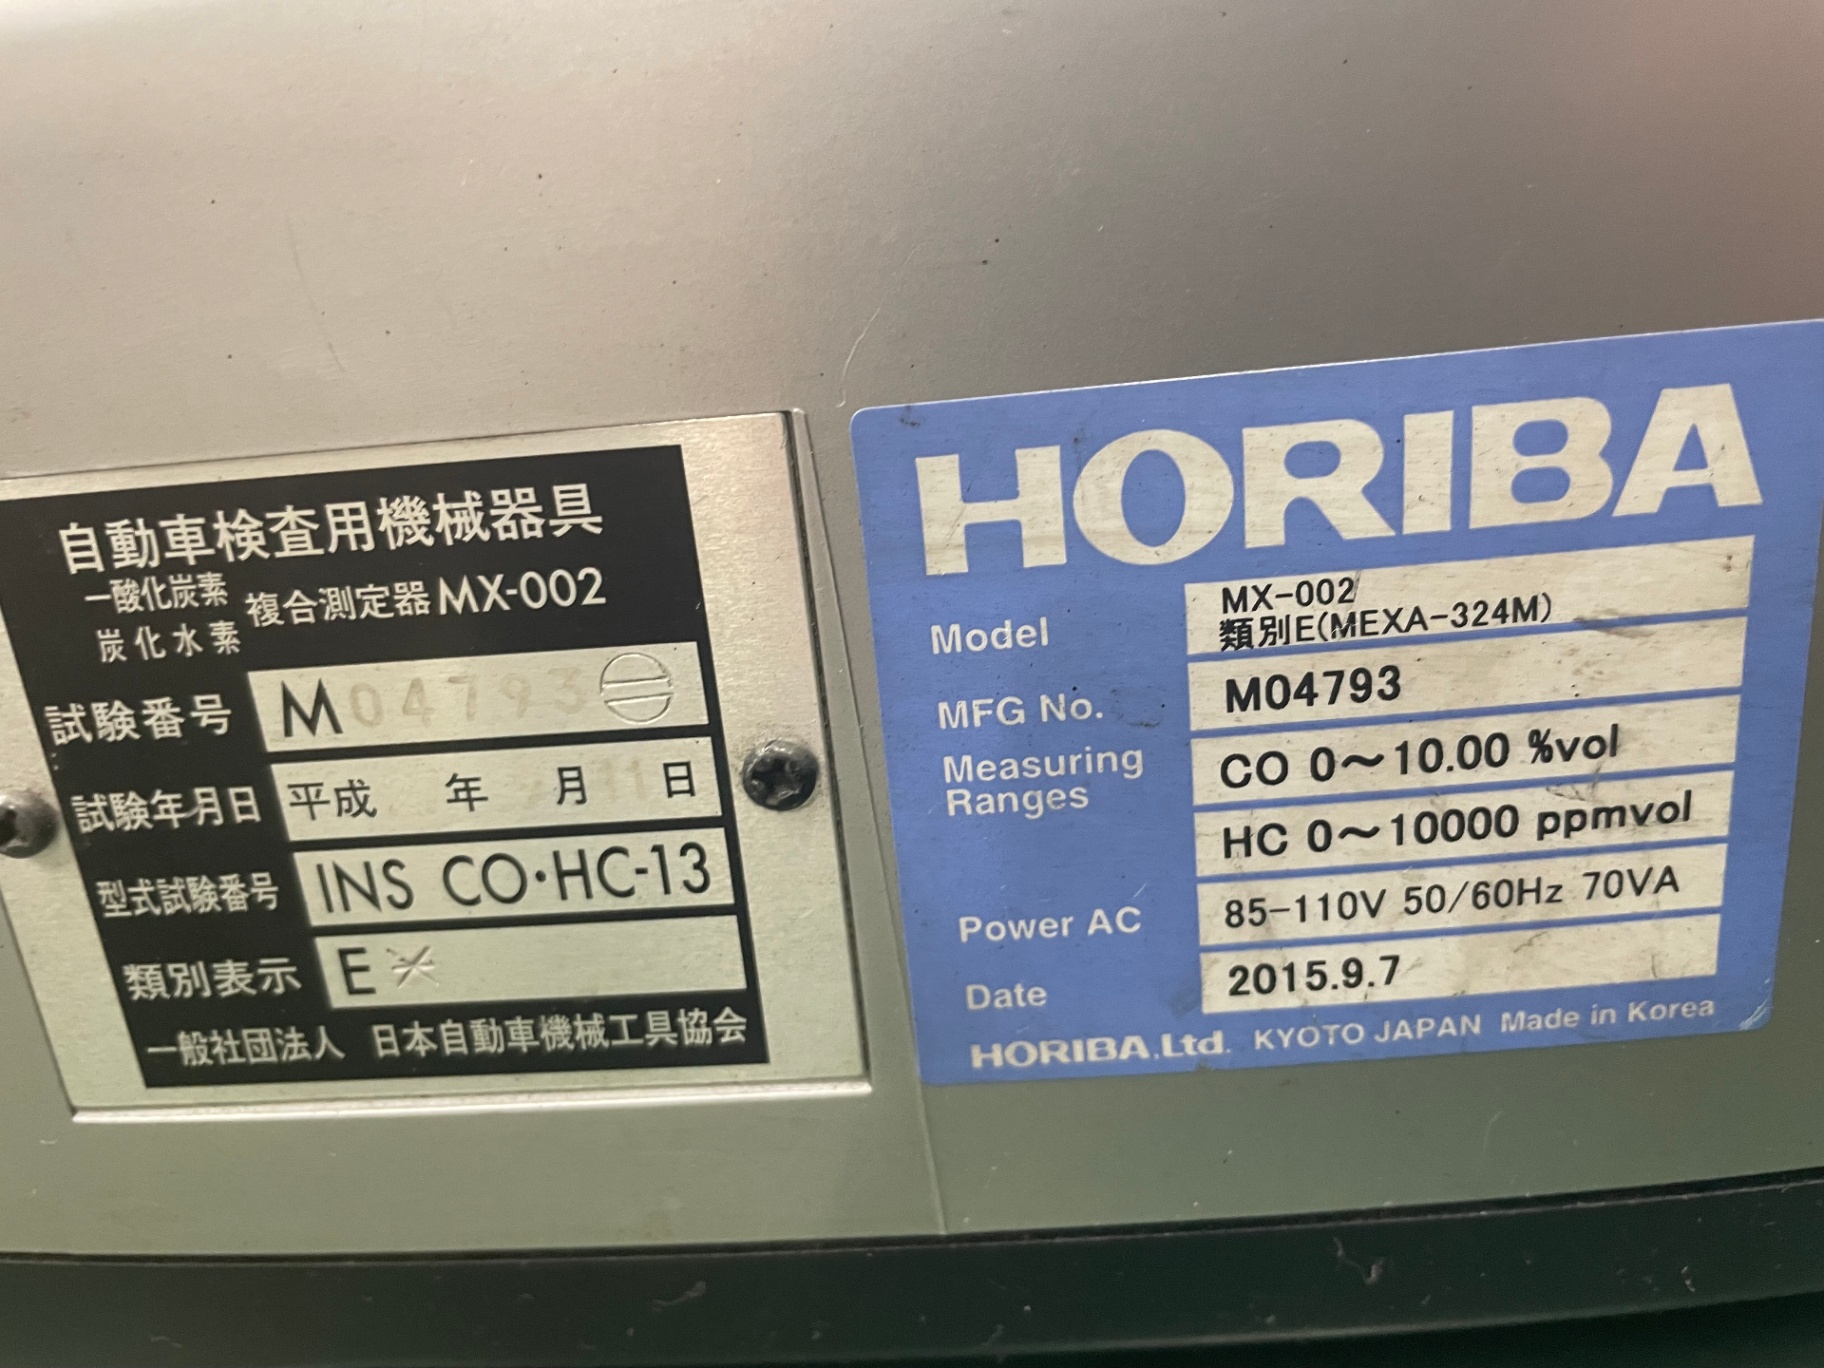 自動車検査用機械器具
一酸化炭素
炭化水素
複合測定器 MX-002
試験番号 M04793
試験年月日 平成 年 月11日
型式試験番号 INS CO・HC-13
類別表示 E
一般社団法人 日本自動車機械工具協会
HORIBA
Model MX-002
類別E(MEXA-324M)
MFG No. M04793
Measuring Ranges CO 0～10.00 %vol
HC 0～10000 ppmvol
Power AC 85-110V 50/60Hz 70VA
Date 2015.9.7
HORIBA,Ltd. KYOTO JAPAN Made in Korea